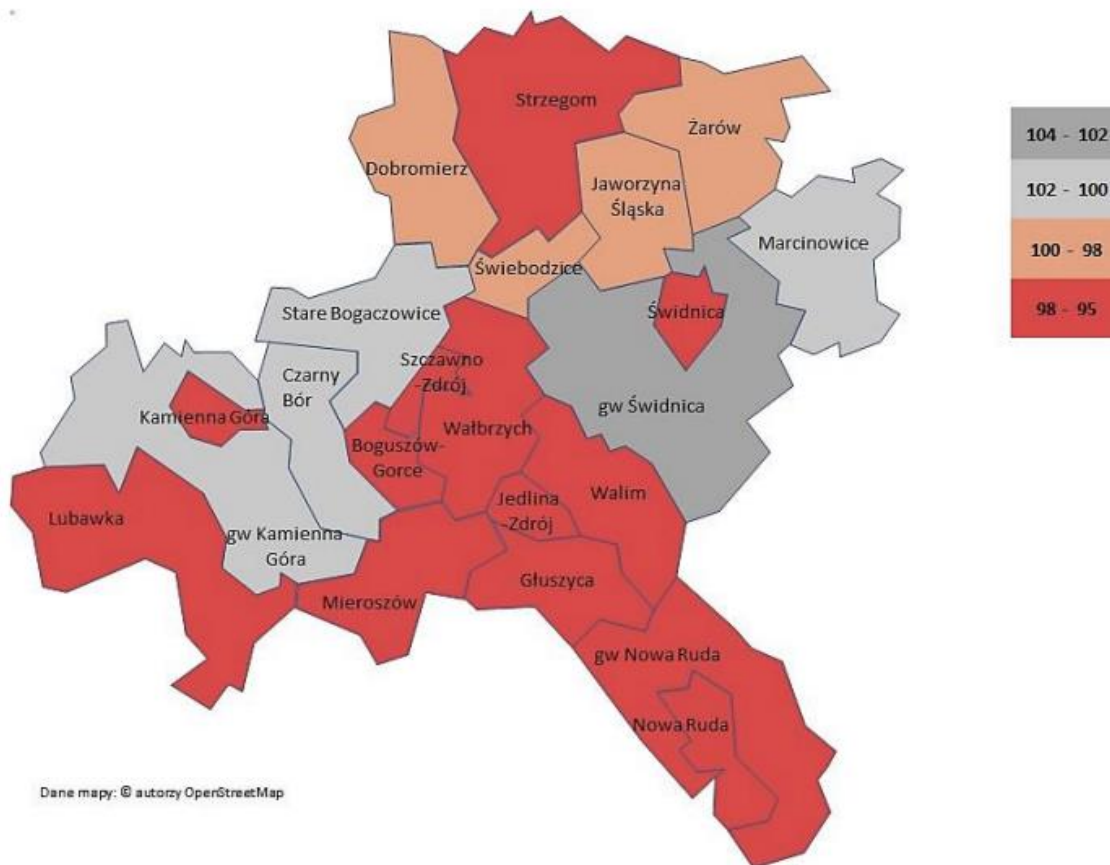 Strzegom
Żarów
Dobromierz
Jaworzyna
Śląska
104 - 102
102 - 100
100 - 98
98 - 95
Marcinowice
Świebodzice
Stare Bogaczowice
Świdnica
Szczawno
-Zdrój
Czarny
Bór
gw Świdnica
Kamienna Góra
Wałbrzych
Boguszów-
Gorce
Walim
Jedlina
-Zdrój
Lubawka
gw Kamienna
Góra
Głuszyca
Mieroszów
gw Nowa Ruda
Nowa Ruda
Dane mapy: © autorzy OpenStreetMap